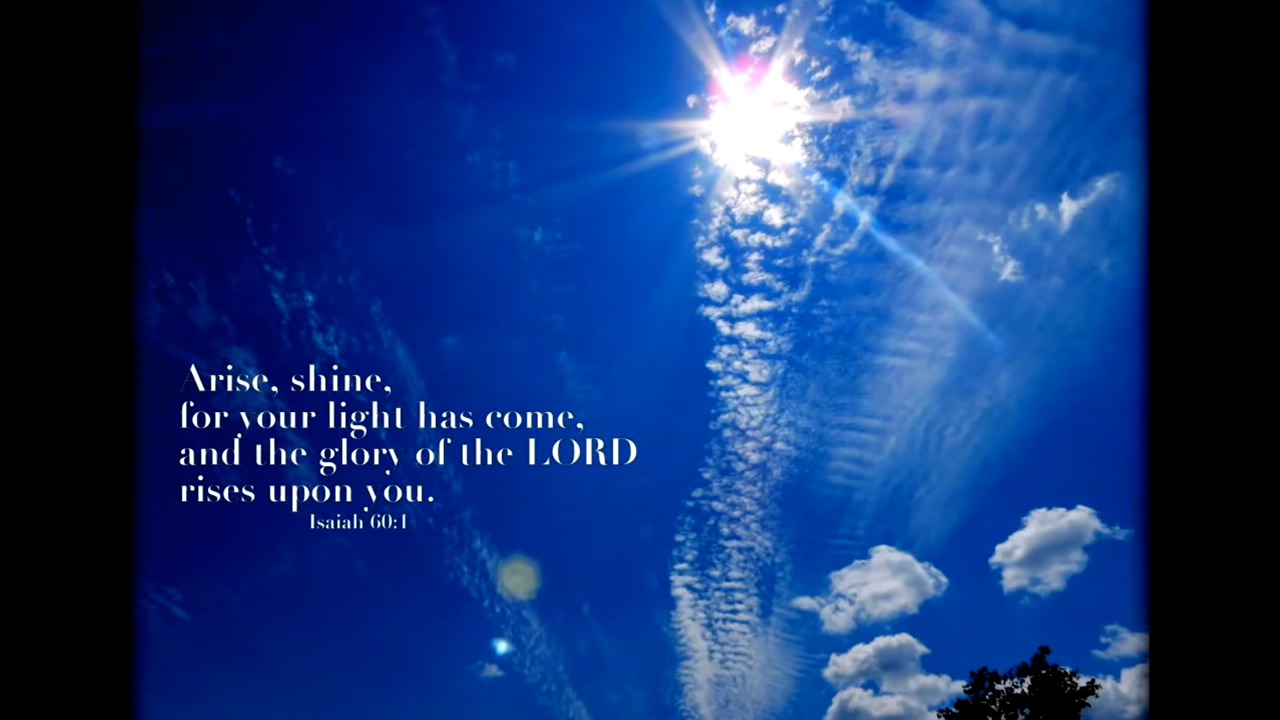 Arise, shine,
for your light has come,
and the glory of the LORD
rises upon you.
Isaiah 60:1